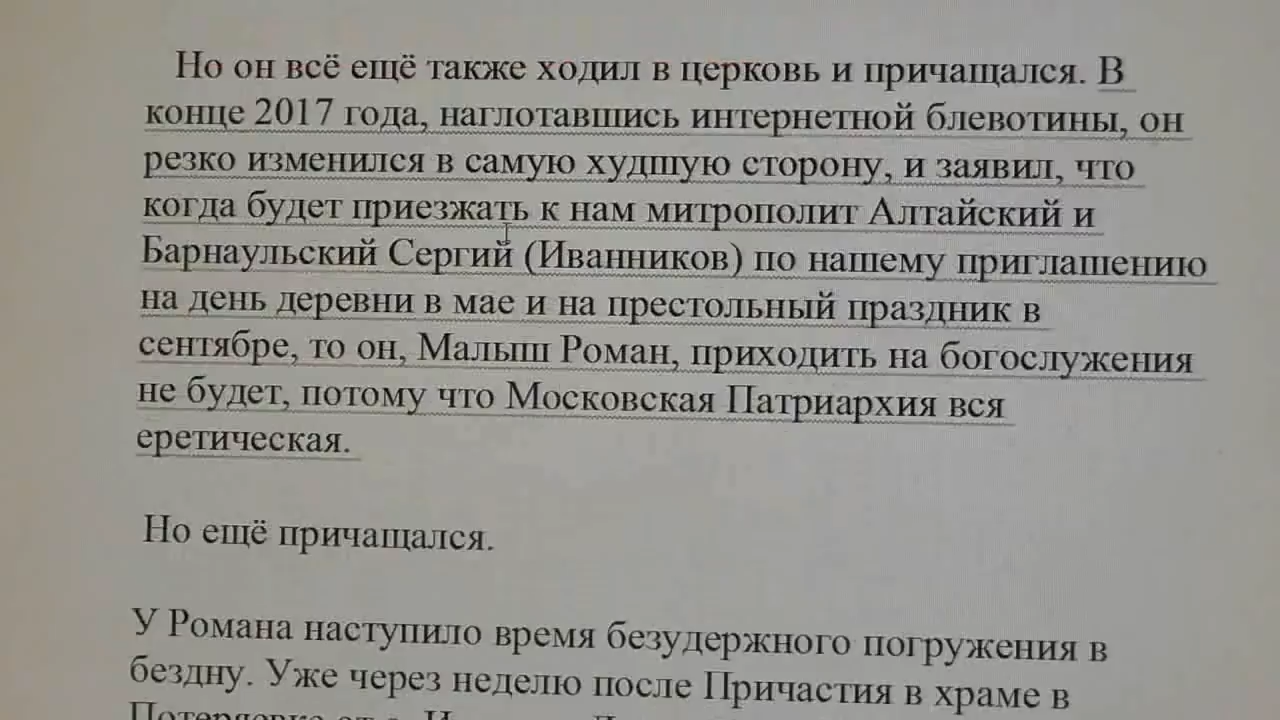 Но он всё ещё также ходил в церковь и причащался. В
конце 2017 года, наглотавшись интернетной блевотины, он
резко изменился в самую худшую сторону, и заявил, что
когда будет приезжать к нам митрополит Алтайский и
Барнаульский Сергий (Иванников) по нашему приглашению
на день деревни в мае и на престольный праздник в
сентябре, то он, Малыш Роман, приходить на богослужения
не будет, потому что Московская Патриархия вся
еретическая.
Но ещё причащался.
У Романа наступило время безудержного погружения в
бездну. Уже через неделю после Причастия в храме в